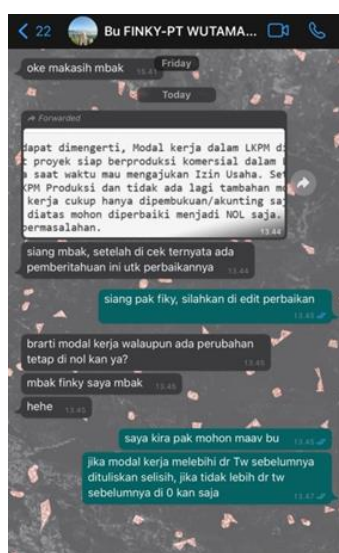 22
Bu FINKY-PT WUTAMA...
oke makasih mbak 15.41
Friday
Today
Forwarded
dapat dimengerti, Modal kerja dalam LKPM d
proyek siap berproduksi komersial dalam
a saat waktu mau mengajukan Izin Usaha. Se
KPM Produksi dan tidak ada lagi tambahan m
kerja cukup hanya dipembukuan/akunting sa
diatas mohon diperbaiki menjadi NOL saja.
permasalahan.
13.44
siang mbak, setelah di cek ternyata ada
pemberitahuan ini utk perbaikannya 13.44
siang pak fiky, silahkan di edit perbaikan
13.45
brarti modal kerja walaupun ada perubahan
tetap di nol kan ya? 13.45
mbak finky saya mbak 13.45
hehe 13.45
saya kira pak mohon maav bu 13.45
jika modal kerja melebihi dr Tw sebelumnya
dituliskan selisih, jika tidak lebih dr tw
sebelumnya di 0 kan saja 13.47